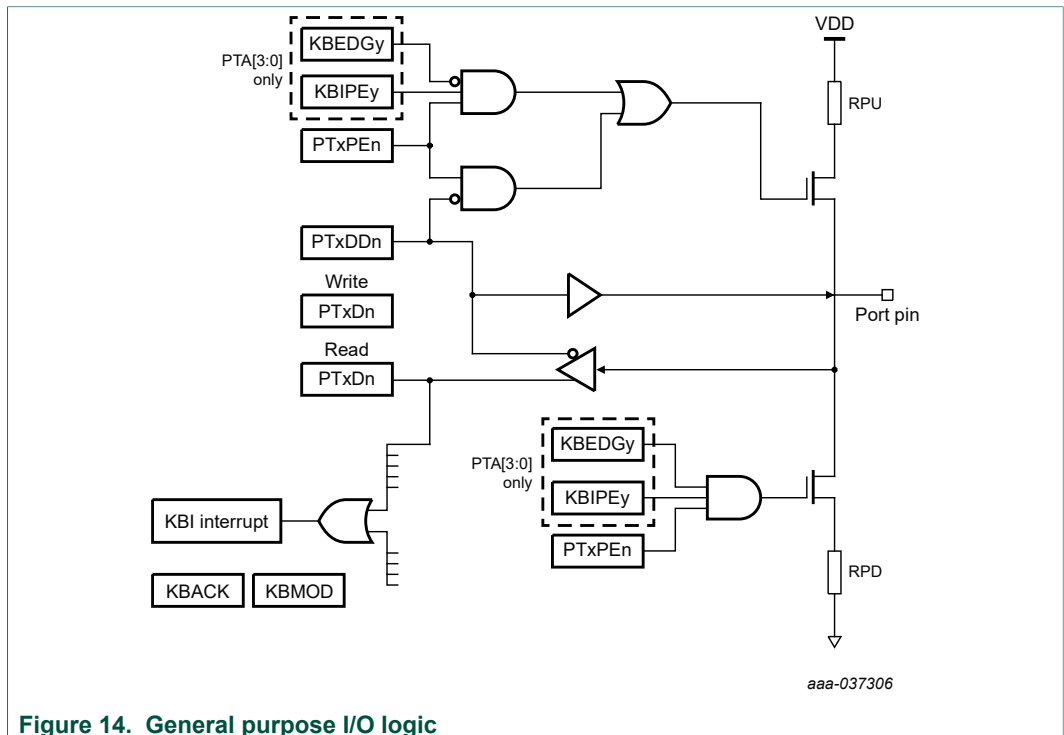 VDD
KBEDGy
PTA[3:0]
only
KBIPEy
RPU
PTxPEn
PTxDDn
Write
PTxDn
Port pin
Read
PTxDn
KBEDGy
PTA[3:0]
only
KBIPEy
KBI interrupt
PTxPEn
RPD
KBACK
KBMOD
aaa-037306
Figure 14. General purpose I/O logic